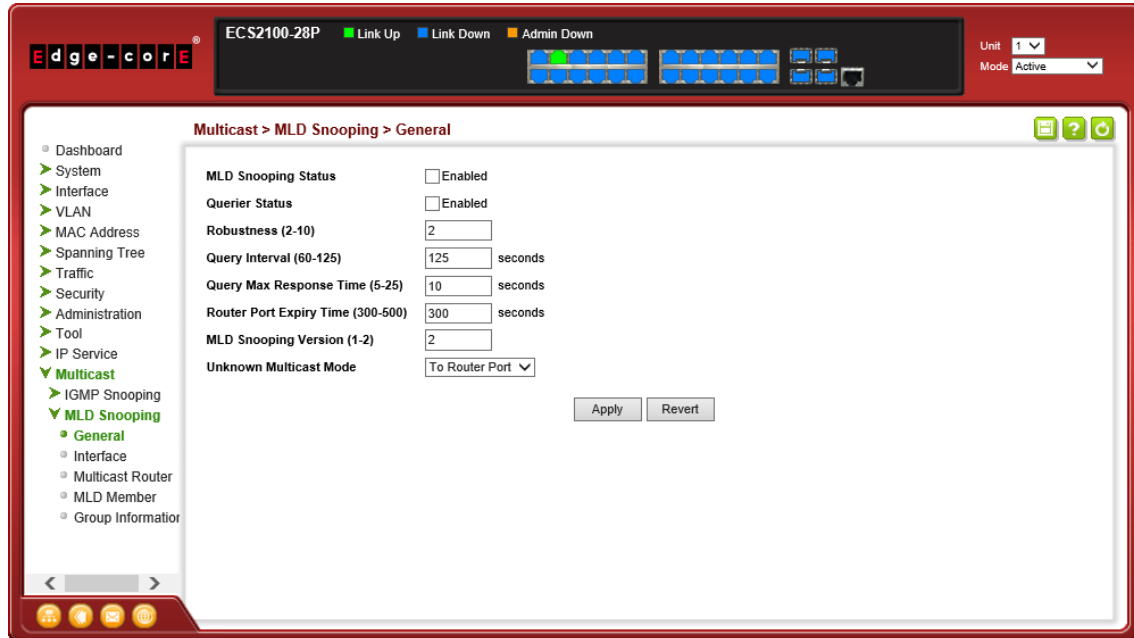 Edge-corE®
ECS2100-28P Link Up Link Down Admin Down
Unit 1
Mode Active
Multicast > MLD Snooping > General
Dashboard
System
Interface
VLAN
MAC Address
Spanning Tree
Traffic
Security
Administration
Tool
IP Service
Multicast
IGMP Snooping
MLD Snooping
General
Interface
Multicast Router
MLD Member
Group Information
MLD Snooping Status Enabled
Querier Status Enabled
Robustness (2-10) 2
Query Interval (60-125) 125 seconds
Query Max Response Time (5-25) 10 seconds
Router Port Expiry Time (300-500) 300 seconds
MLD Snooping Version (1-2) 2
Unknown Multicast Mode To Router Port
Apply Revert